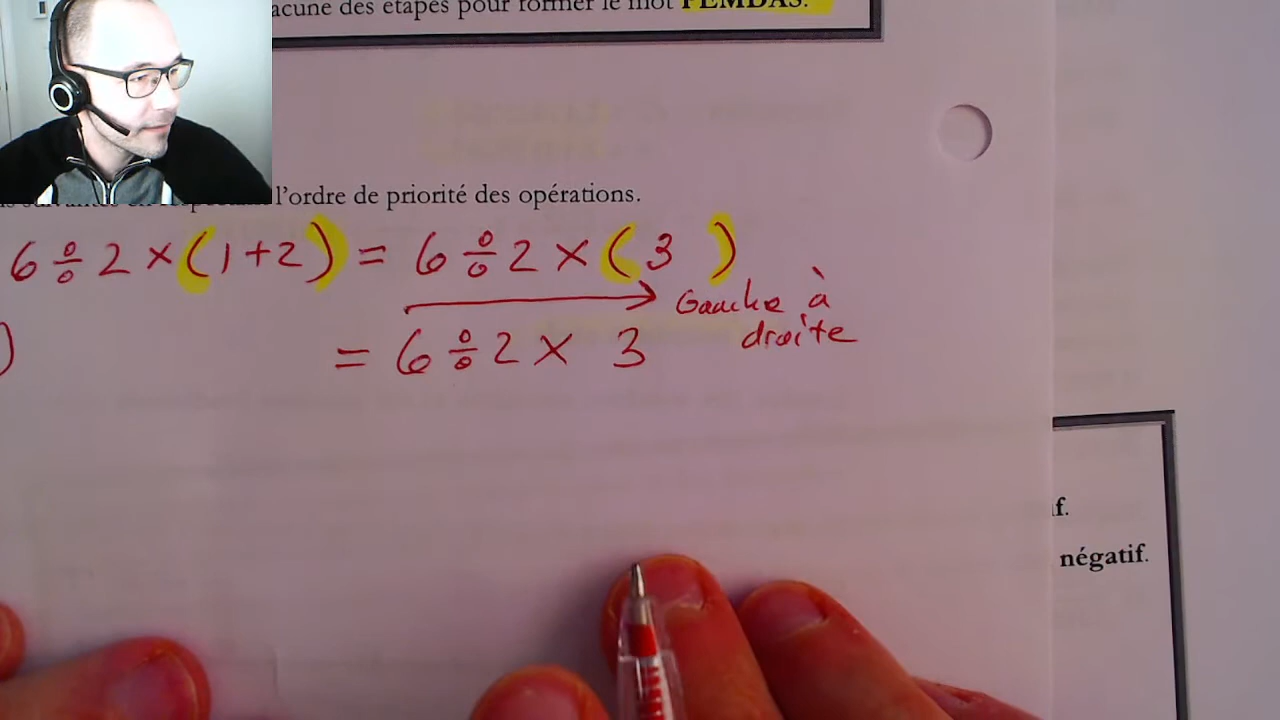 acune des étapes pour former le mot PEMDAS.
l'ordre de priorité des opérations.
6 ÷ 2 × (1+2) = 6 ÷ 2 × (3 )
Gauche à
droite
)
= 6 ÷ 2 × 3
f.
négatif.